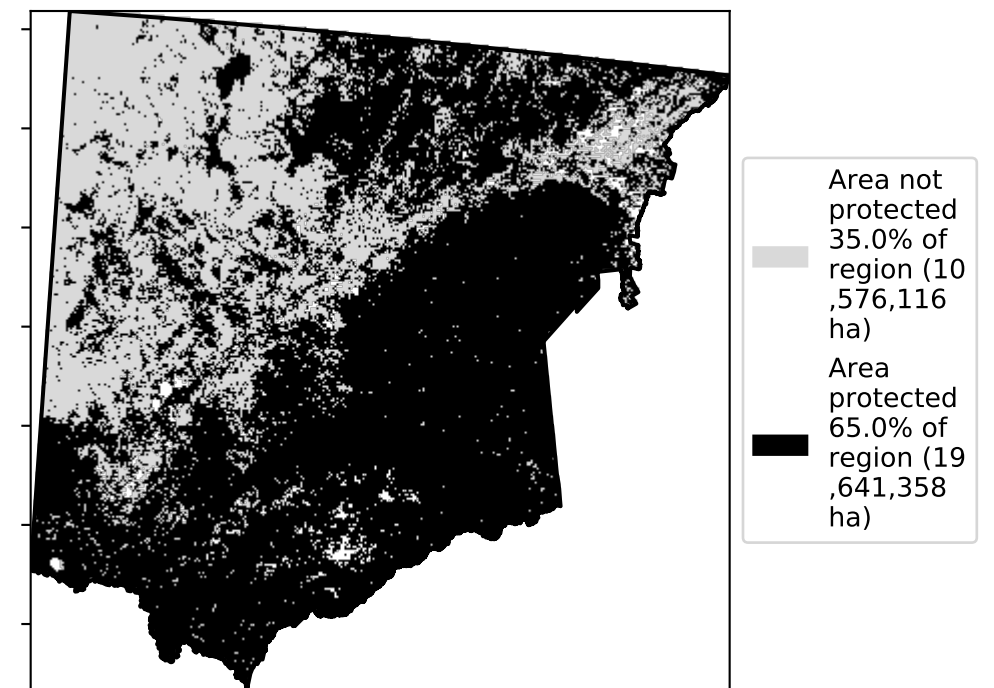 Area not
protected
35.0% of
region (10
,576,116
ha)
Area
protected
65.0% of
region (19
,641,358
ha)